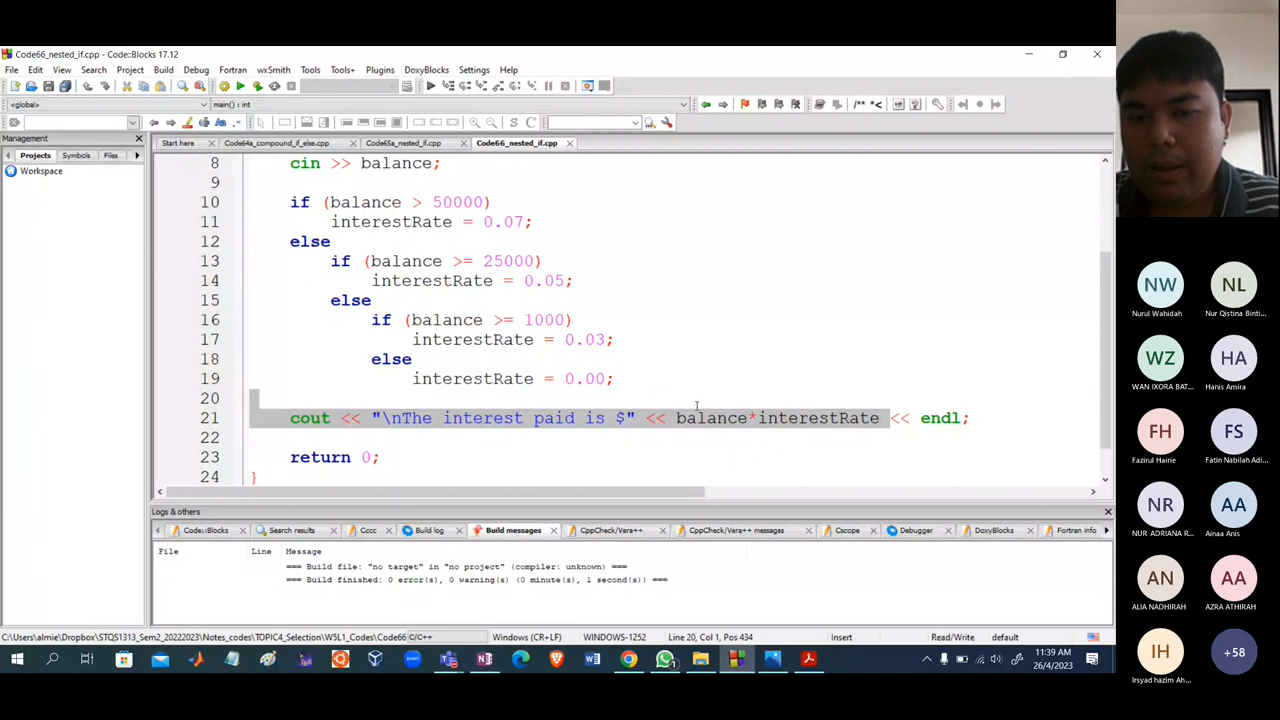 Code66_nested_if.cpp - Code::Blocks 17.12
File Edit View Search Project Build Debug Fortran wxSmith Tools Tools+ Plugins DoxyBlocks Settings Help
<global> main() : int
/** *<
S C
Management
Projects Symbols Files
Workspace
Start here Code64a_compound_if_else.cpp Code65a_nested_if.cpp Code66_nested_if.cpp
8 cin >> balance;
9
10 if (balance > 50000)
11 interestRate = 0.07;
12 else
13 if (balance >= 25000)
14 interestRate = 0.05;
15 else
16 if (balance >= 1000)
17 interestRate = 0.03;
18 else
19 interestRate = 0.00;
20
21 cout << "\nThe interest paid is $" << balance*interestRate << endl;
22
23 return 0;
24 }
Logs & others
Code::Blocks Search results Cccc Build log Build messages CppCheck/Vera++ CppCheck/Vera++ messages Cscope Debugger DoxyBlocks Fortran info
File Line Message
=== Build file: "no target" in "no project" (compiler: unknown) ===
=== Build finished: 0 error(s), 0 warning(s) (0 minute(s), 1 second(s)) ===
C:\Users\almie\Dropbox\STQS1313_Sem2_20222023\Notes_codes\TOPIC4_Selection\W5L1_Codes\Code66 C/C++ Windows (CR+LF) WINDOWS-1252 Line 20, Col 1, Pos 434 Insert Read/Write default
11:39 AM
26/4/2023
NW
Nurul Wahidah
NL
Nur Qistina Binti...
WZ
WAN IXORA BAT...
HA
Hanis Amira
FH
Fazirul Hairie
FS
Fatin Nabilah Adi...
NR
NUR ADRIANA R...
AA
Ainaa Anis
AN
ALIA NADHIRAH
AA
AZRA ATHIRAH
IH
Irsyad hazim Ah...
+58